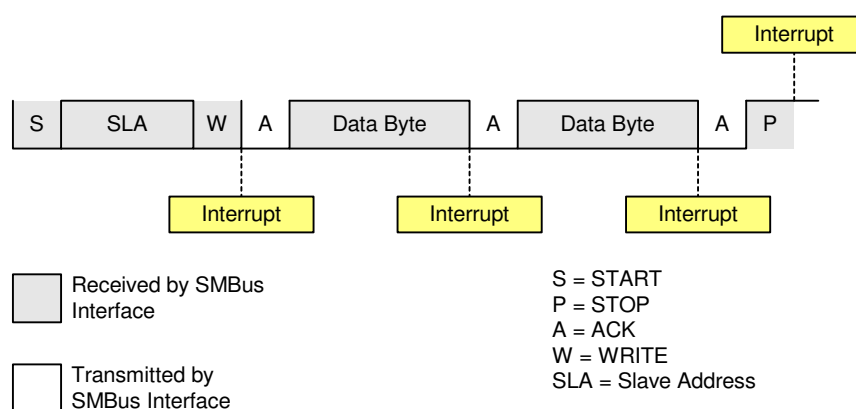 Interrupt
S SLA W A Data Byte A Data Byte A P
Interrupt Interrupt Interrupt
Received by SMBus
Interface
Transmitted by
SMBus Interface
S = START
P = STOP
A = ACK
W = WRITE
SLA = Slave Address